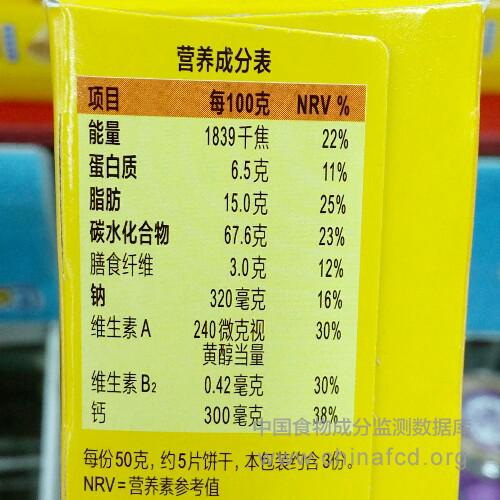 营养成分表
项目 每100克 NRV %
能量 1839千焦 22%
蛋白质 6.5克 11%
脂肪 15.0克 25%
碳水化合物 67.6克 23%
膳食纤维 3.0克 12%
钠 320毫克 16%
维生素A 240微克视 30%
黄醇当量
维生素B₂ 0.42毫克 30%
钙 300毫克 38%
中国食物成分监测数据库
www.chinafcd.org
每份50克，约5片饼干，本包装约含3份。
NRV=营养素参考值